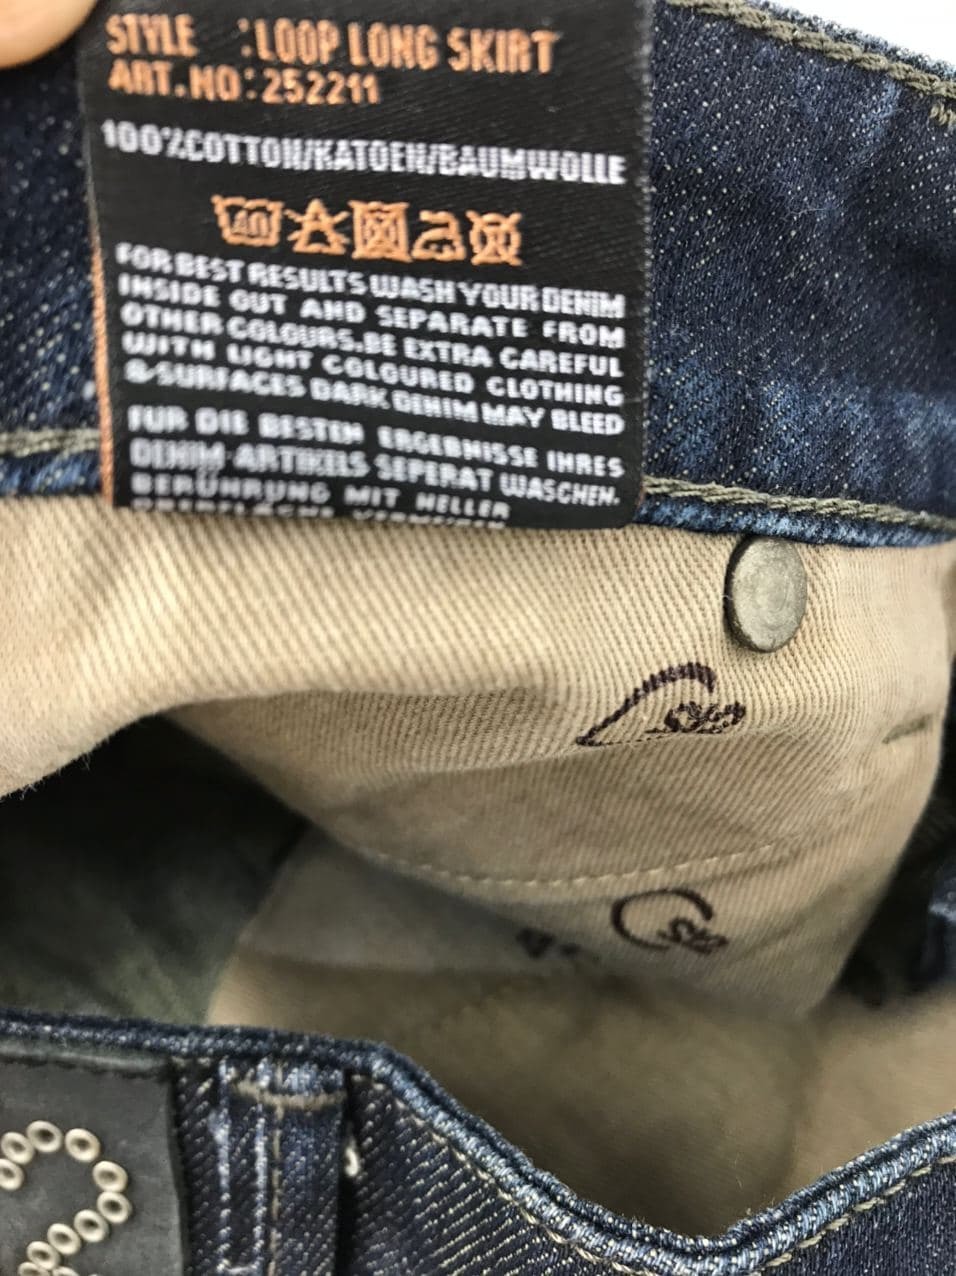 STYLE :LOOP LONG SKIRT
ART.NO:252211
100%COTTON/KATOEN/BAUMWOLLE
40
FOR BEST RESULTS WASH YOUR DENIM
INSIDE OUT AND SEPARATE FROM
OTHER COLOURS.BE EXTRA CAREFUL
WITH LIGHT COLOURED CLOTHING
&SURFACES DARK DENIM MAY BLEED
FUR DIE BESTEN ERGEBNISSE IHRES
DENIM-ARTIKELS SEPERAT WASCHEN.
BERÜHRUNG MIT HELLER